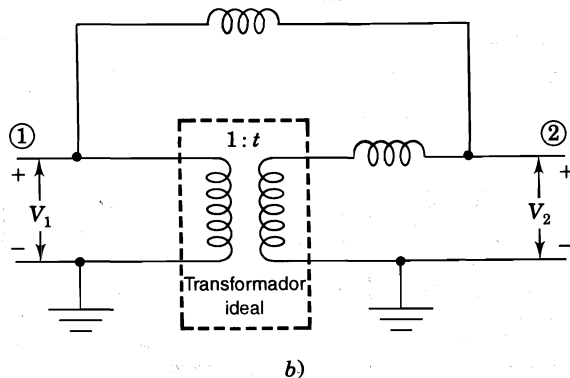 ①
1 : t
②
+
V₁
−
+
V₂
−
Transformador
ideal
b)